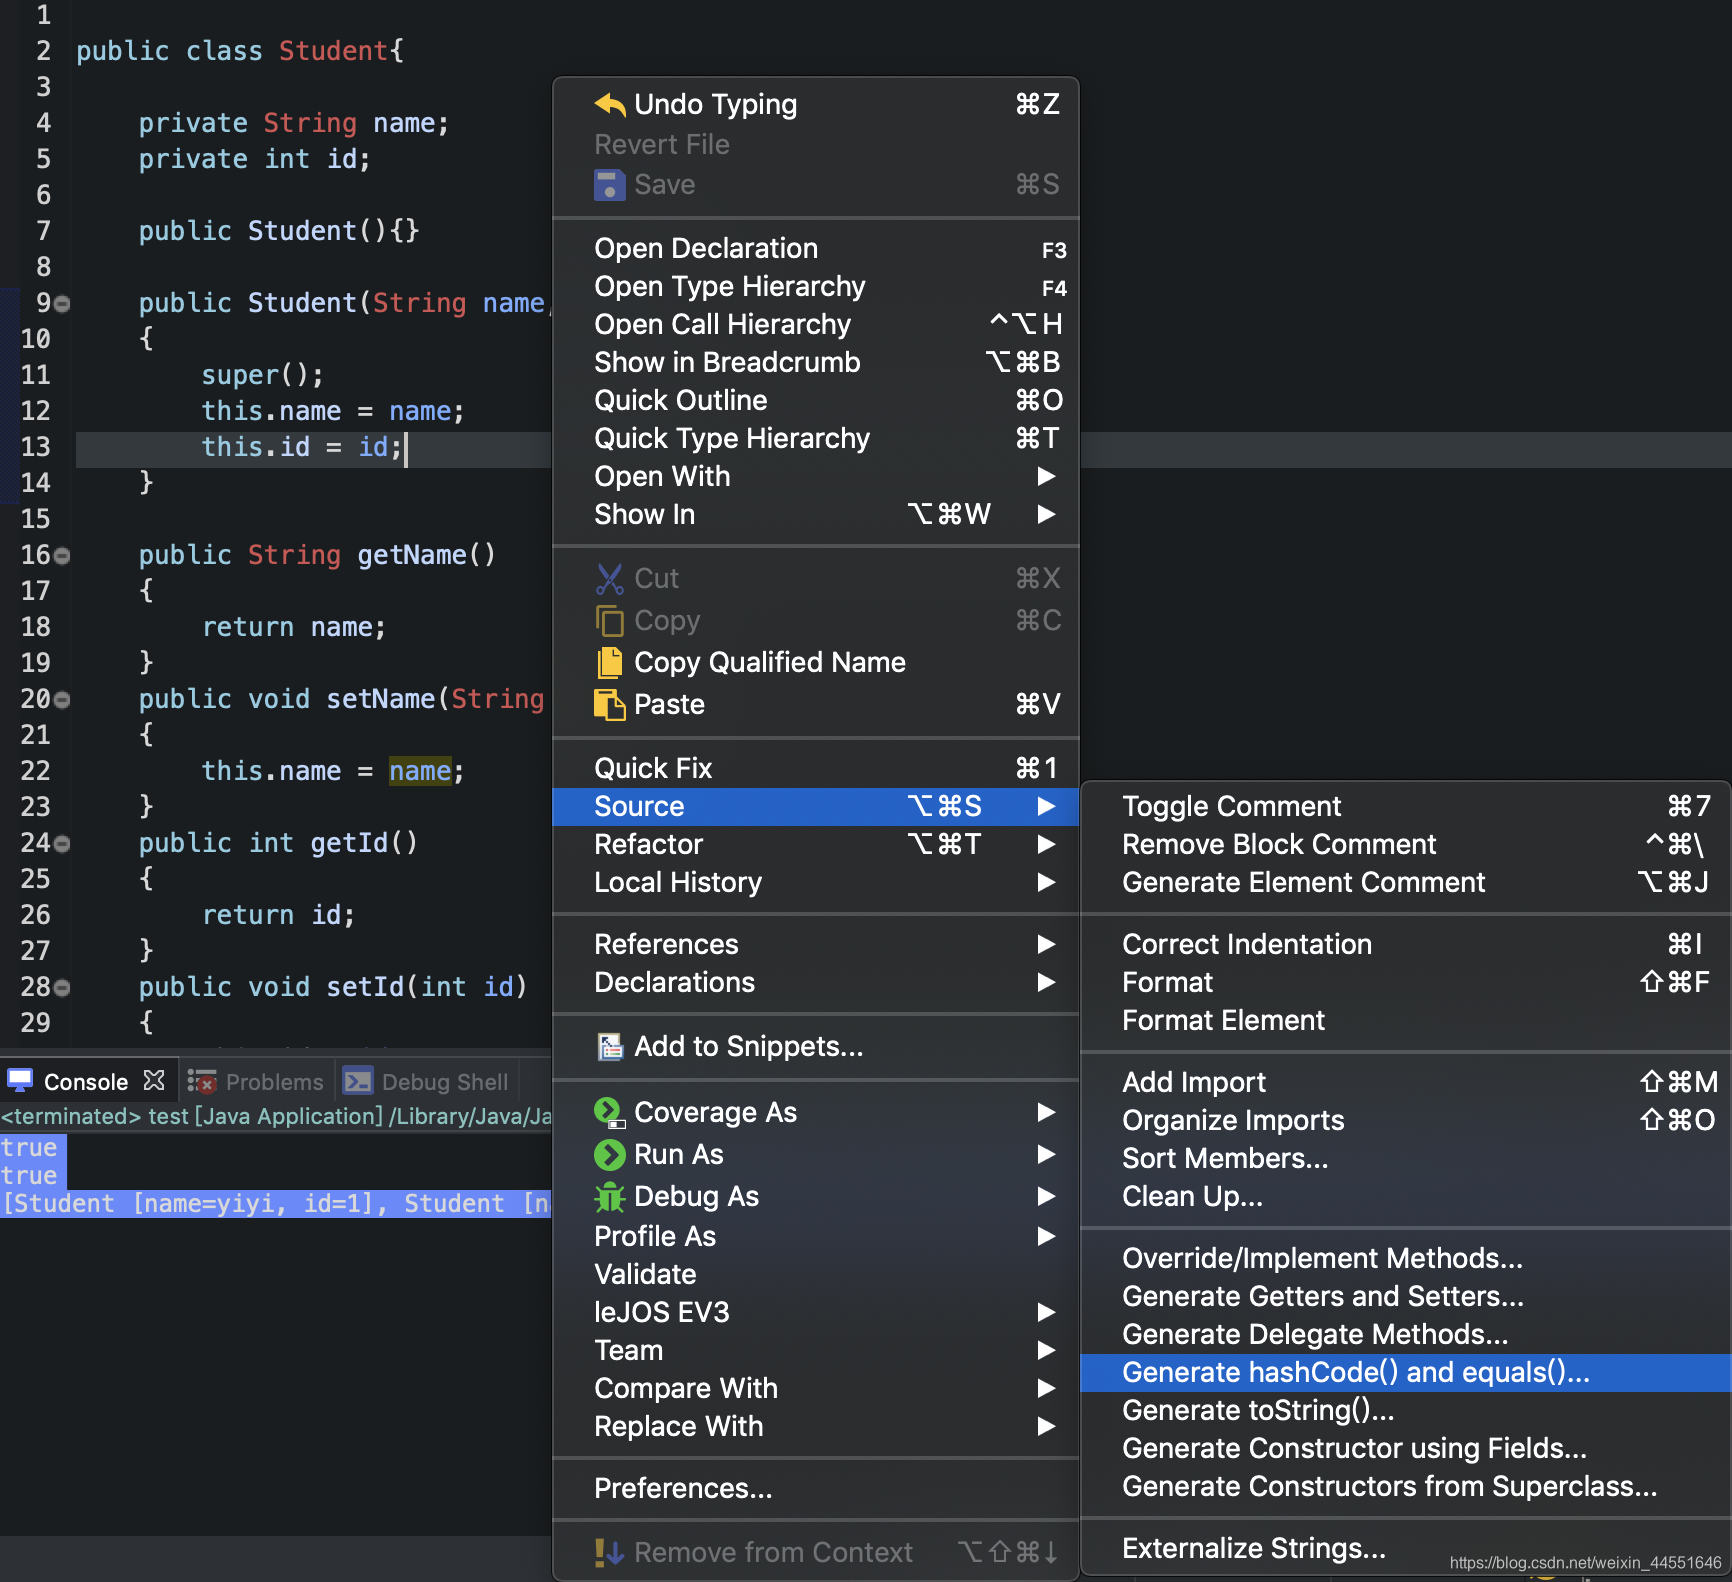 1
2 public class Student{
3
4 private String name;
5 private int id;
6
7 public Student(){}
8
9 public Student(String name,
10 {
11 super();
12 this.name = name;
13 this.id = id;
14 }
15
16 public String getName()
17 {
18 return name;
19 }
20 public void setName(String
21 {
22 this.name = name;
23 }
24 public int getId()
25 {
26 return id;
27 }
28 public void setId(int id)
29 {
Console Problems Debug Shell
<terminated> test [Java Application] /Library/Java/Ja
true
true
[Student [name=yiyi, id=1], Student [n
Undo Typing ⌘Z
Revert File
Save ⌘S
Open Declaration F3
Open Type Hierarchy F4
Open Call Hierarchy ^⌥H
Show in Breadcrumb ⌥⌘B
Quick Outline ⌘O
Quick Type Hierarchy ⌘T
Open With ▶
Show In ⌥⌘W ▶
Cut ⌘X
Copy ⌘C
Copy Qualified Name
Paste ⌘V
Quick Fix ⌘1
Source ⌥⌘S ▶
Refactor ⌥⌘T ▶
Local History ▶
References ▶
Declarations ▶
Add to Snippets...
Coverage As ▶
Run As ▶
Debug As ▶
Profile As ▶
Validate
leJOS EV3 ▶
Team ▶
Compare With ▶
Replace With ▶
Preferences...
Remove from Context ⌥⇧⌘↓
Toggle Comment ⌘7
Remove Block Comment ^⌘\
Generate Element Comment ⌥⌘J
Correct Indentation ⌘I
Format ⇧⌘F
Format Element
Add Import ⇧⌘M
Organize Imports ⇧⌘O
Sort Members...
Clean Up...
Override/Implement Methods...
Generate Getters and Setters...
Generate Delegate Methods...
Generate hashCode() and equals()...
Generate toString()...
Generate Constructor using Fields...
Generate Constructors from Superclass...
Externalize Strings...
https://blog.csdn.net/weixin_44551646